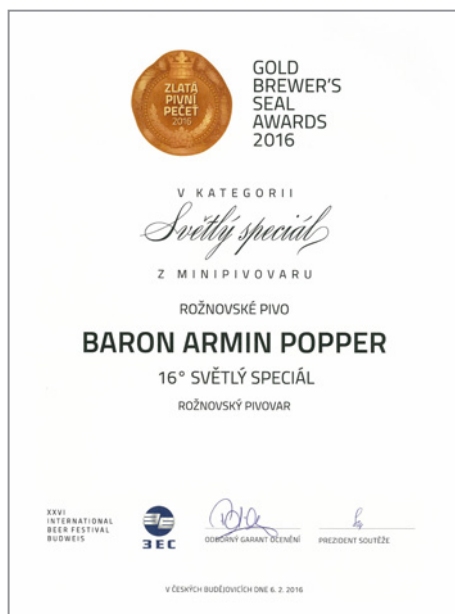 ZLATÁ
PIVNÍ
PEČEŤ
2016
GOLD
BREWER'S
SEAL
AWARDS
2016
V KATEGORII
Světlý speciál
Z MINIPIVOVARU
ROŽNOVSKÉ PIVO
BARON ARMIN POPPER
16° SVĚTLÝ SPECIÁL
ROŽNOVSKÝ PIVOVAR
XXVI
INTERNATIONAL
BEER FESTIVAL
BUDWEIS
3EC
ODBORNÝ GARANT OCENĚNÍ
PREZIDENT SOUTĚŽE
V ČESKÝCH BUDĚJOVICÍCH DNE 6. 2. 2016